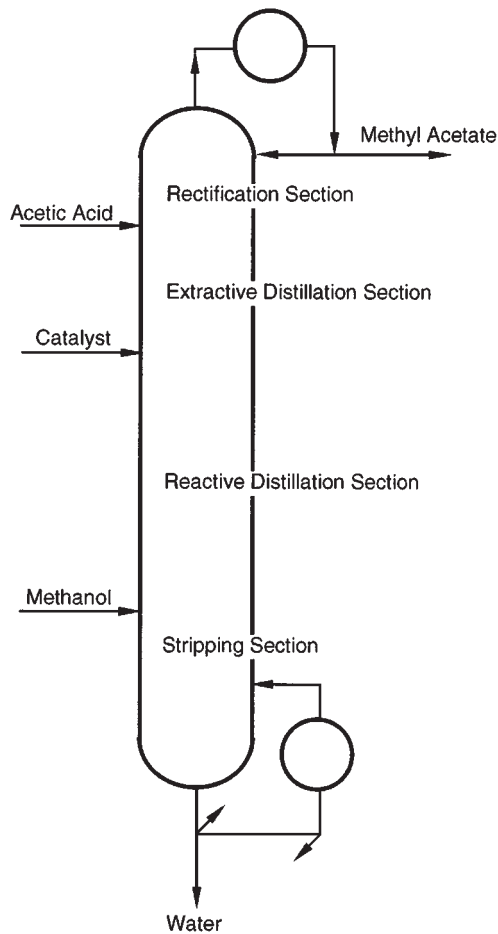 Methyl Acetate
Rectification Section
Acetic Acid
Extractive Distillation Section
Catalyst
Reactive Distillation Section
Methanol
Stripping Section
Water